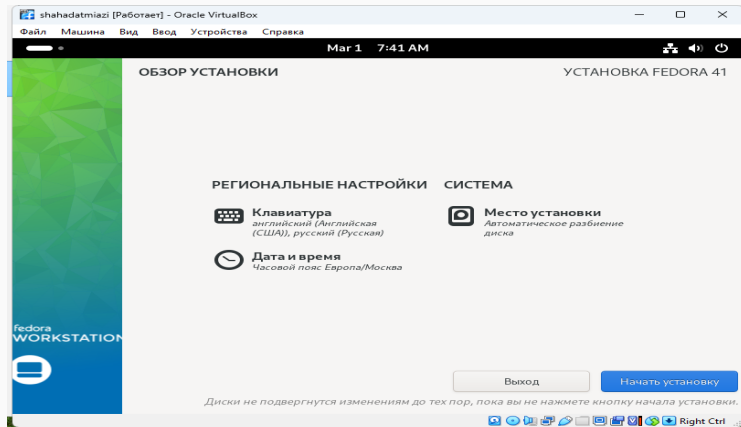 shahadatmiazi [Работает] - Oracle VirtualBox
Файл Машина Вид Ввод Устройства Справка
Mar 1 7:41 AM
ОБЗОР УСТАНОВКИ
УСТАНОВКА FEDORA 41
РЕГИОНАЛЬНЫЕ НАСТРОЙКИ
СИСТЕМА
Клавиатура
английский (Английская
(США)), русский (Русская)
Место установки
Автоматическое разбиение
диска
Дата и время
Часовой пояс Европа/Москва
fedora
WORKSTATION
Выход
Начать установку
Диски не подвергнутся изменениям до тех пор, пока вы не нажмете кнопку начала установки.
Right Ctrl